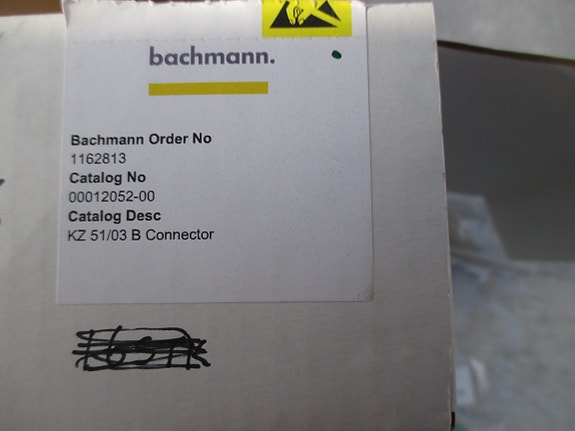 bachmann.
Bachmann Order No
1162813
Catalog No
00012052-00
Catalog Desc
KZ 51/03 B Connector